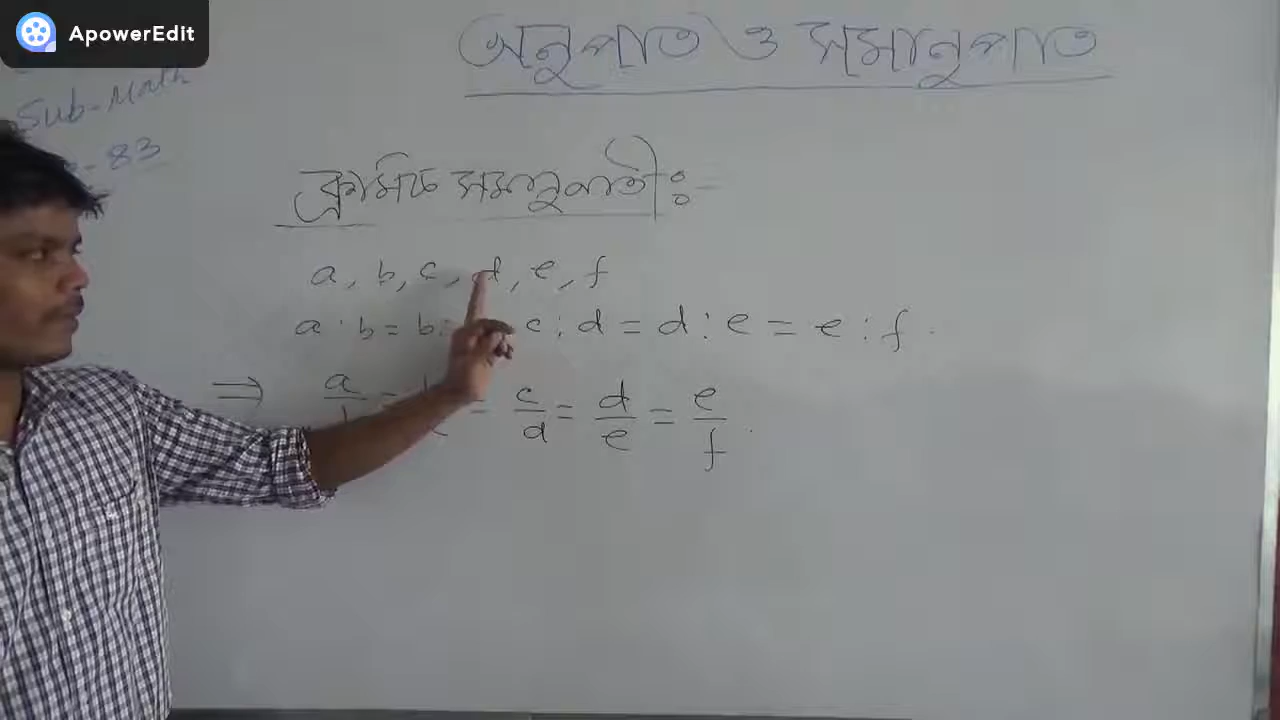 ApowerEdit
অনুপাত ও সমানুপাত
Sub-Math
- 83
ক্রমিক সমানুপাতী :-
a, b, c, d, e, f
a : b = b : c : d = d : e = e : f .
⇒ a = = c/d = d/e = e/f .